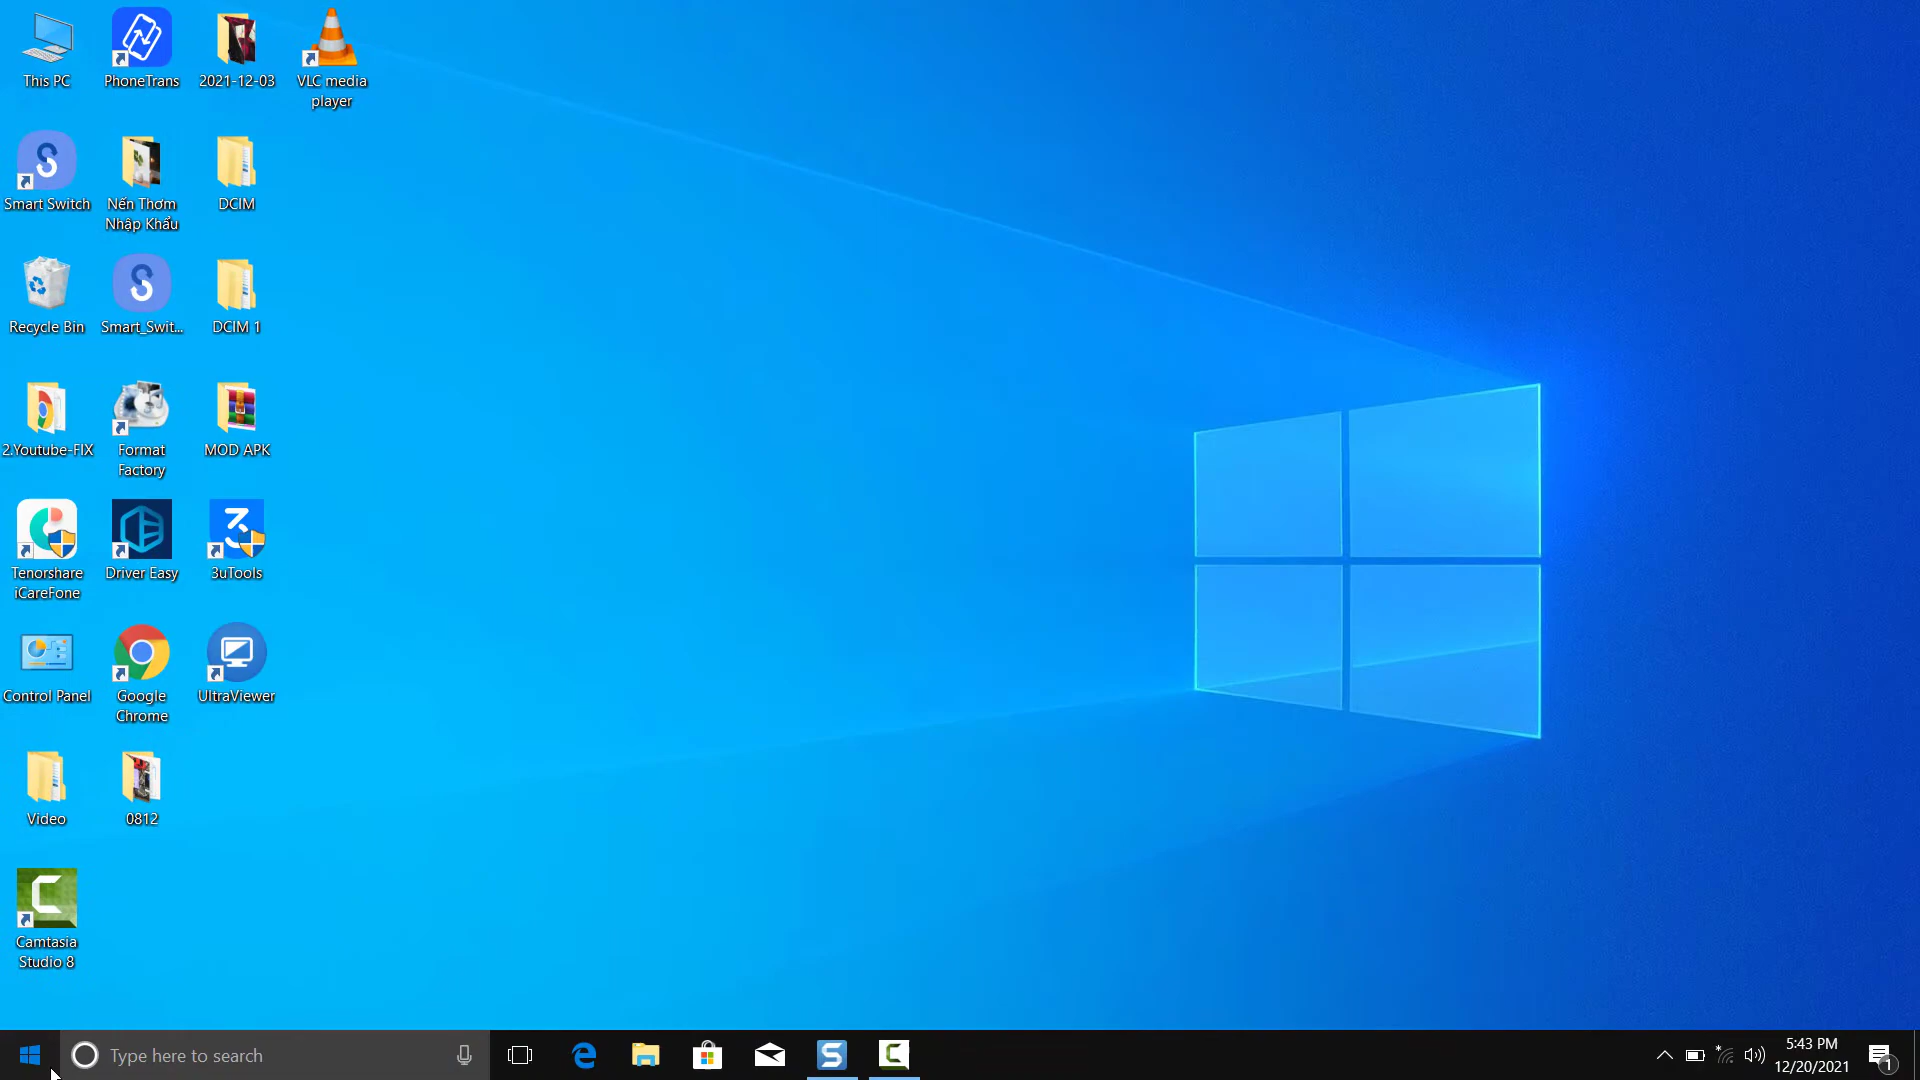 This PC
PhoneTrans
2021-12-03
VLC media
player
Smart Switch
Nến Thơm
Nhập Khẩu
DCIM
Recycle Bin
Smart_Swit...
DCIM 1
2.Youtube-FIX
Format
Factory
MOD APK
Tenorshare
iCareFone
Driver Easy
3uTools
Control Panel
Google
Chrome
UltraViewer
Video
0812
Camtasia
Studio 8
Type here to search
5:43 PM
12/20/2021
1